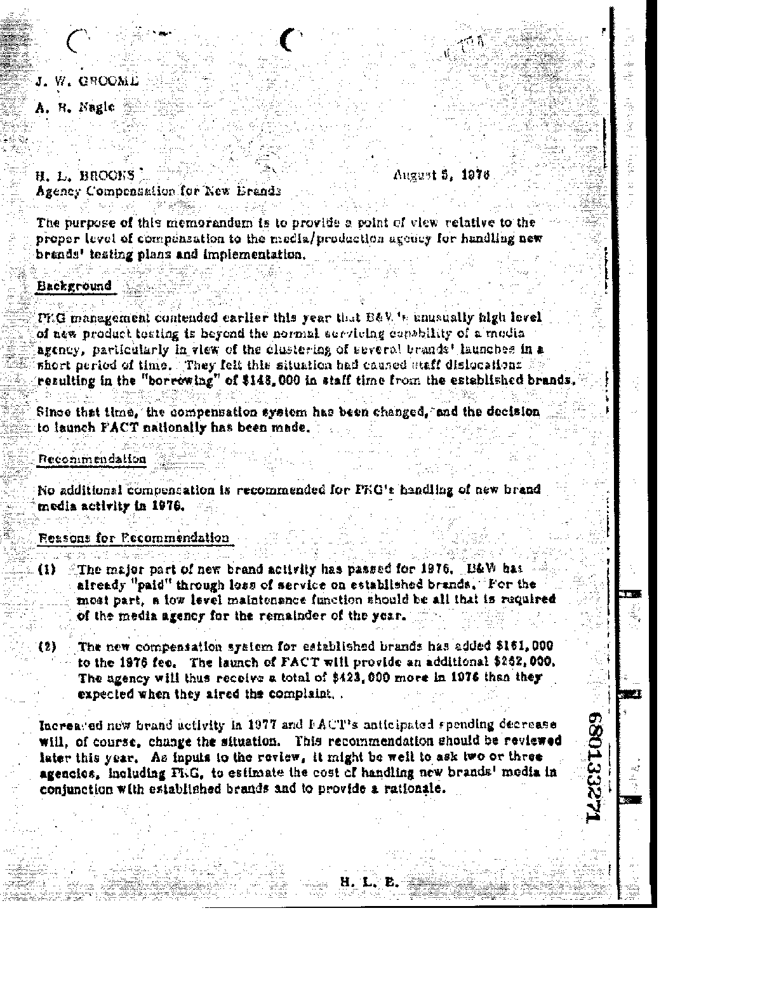 J. W. GROOME
A. R. Nagle
H. L. BROOKS
August 5, 1976
Agency Compensation for New Brands
The purpose of this memorandum is to provide a point of view relative to the
proper level of compensation to the media/production agency for handling new
brands' testing plans and implementation.
Background
PKG management contended earlier this year that B&W's unusually high level
of new product testing is beyond the normal servicing capability of a media
agency, particularly in view of the clustering of several brands' launches in a
short period of time. They felt this situation had caused staff dislocations
resulting in the "borrowing" of $148,000 in staff time from the established brands.
Since that time, the compensation system has been changed, and the decision
to launch FACT nationally has been made.
Recommendation
No additional compensation is recommended for PKG's handling of new brand
media activity in 1976.
Reasons for Recommendation
(1) The major part of new brand activity has passed for 1976. B&W has
already "paid" through loss of service on established brands. For the
most part, a low level maintenance function should be all that is required
of the media agency for the remainder of the year.
(2) The new compensation system for established brands has added $161,000
to the 1976 fee. The launch of FACT will provide an additional $262,000.
The agency will thus receive a total of $423,000 more in 1976 than they
expected when they aired the complaint.
Increased new brand activity in 1977 and FACT's anticipated spending decrease
will, of course, change the situation. This recommendation should be reviewed
later this year. As inputs to the review, it might be well to ask two or three
agencies, including PKG, to estimate the cost of handling new brands' media in
conjunction with established brands and to provide a rationale.
H. L. B.
680133271